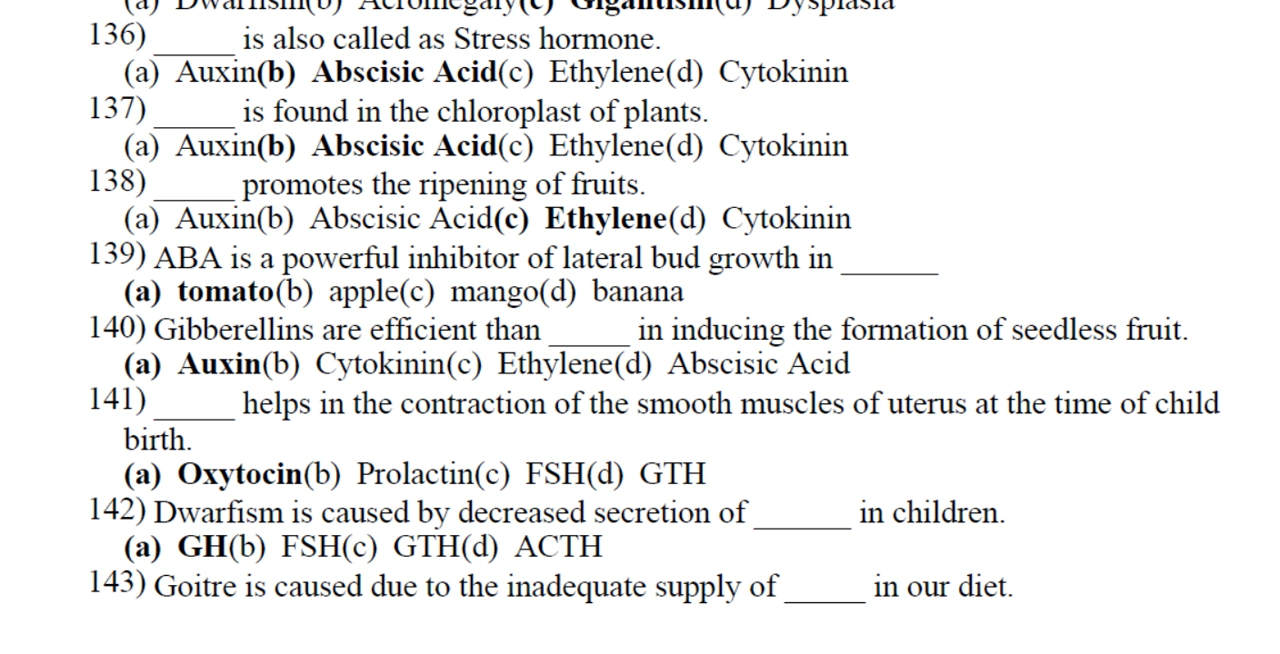 (a) Dwarfism(b) Acromegaly(c) Gigantism(d) Dysplasia
136) _____ is also called as Stress hormone.
(a) Auxin(b) Abscisic Acid(c) Ethylene(d) Cytokinin
137) _____ is found in the chloroplast of plants.
(a) Auxin(b) Abscisic Acid(c) Ethylene(d) Cytokinin
138) _____ promotes the ripening of fruits.
(a) Auxin(b) Abscisic Acid(c) Ethylene(d) Cytokinin
139) ABA is a powerful inhibitor of lateral bud growth in ______
(a) tomato(b) apple(c) mango(d) banana
140) Gibberellins are efficient than _____ in inducing the formation of seedless fruit.
(a) Auxin(b) Cytokinin(c) Ethylene(d) Abscisic Acid
141) _____ helps in the contraction of the smooth muscles of uterus at the time of child
birth.
(a) Oxytocin(b) Prolactin(c) FSH(d) GTH
142) Dwarfism is caused by decreased secretion of ______ in children.
(a) GH(b) FSH(c) GTH(d) ACTH
143) Goitre is caused due to the inadequate supply of _____ in our diet.